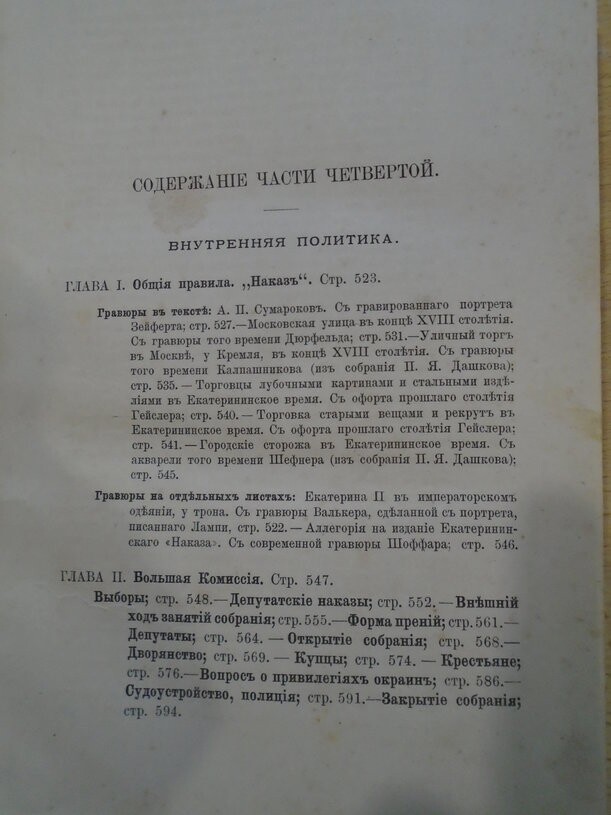 СОДЕРЖАНІЕ ЧАСТИ ЧЕТВЕРТОЙ.
ВНУТРЕННЯЯ ПОЛИТИКА.
ГЛАВА I. Общія правила. „Наказъ“. Стр. 523.
Гравюры въ текстѣ: А. П. Сумароковъ. Съ гравированнаго портрета
Зейферта; стр. 527.—Московская улица въ концѣ XVIII столѣтія.
Съ гравюры того времени Дюрфельда; стр. 531.—Уличный торгъ
въ Москвѣ, у Кремля, въ концѣ XVIII столѣтія. Съ гравюры
того времени Калпашникова (изъ собранія П. Я. Дашкова);
стр. 535. — Торговцы лубочными картинами и стальными издѣ-
ліями въ Екатерининское время. Съ офорта прошлаго столѣтія
Гейслера; стр. 540. — Торговка старыми вещами и рекрутъ въ
Екатерининское время. Съ офорта прошлаго столѣтія Гейслера;
стр. 541. — Городскіе сторожа въ Екатерининское время. Съ
акварели того времени Шефнера (изъ собранія П. Я. Дашкова);
стр. 545.
Гравюры на отдѣльныхъ листахъ: Екатерина II въ императорскомъ
одѣяніи, у трона. Съ гравюры Валькера, сдѣланной съ портрета,
писаннаго Лампи, стр. 522. — Аллегорія на изданіе Екатеринин-
скаго «Наказа». Съ современной гравюры Шоффара; стр. 546.
ГЛАВА II. Большая Комиссія. Стр. 547.
Выборы; стр. 548.—Депутатскіе наказы; стр. 552.—Внѣшній
ходъ занятій собранія; стр. 555.—Форма преній; стр. 561.—
Депутаты; стр. 564. — Открытіе собранія; стр. 568.—
Дворянство; стр. 569. — Купцы; стр. 574. — Крестьяне;
стр. 576.—Вопросъ о привилегіяхъ окраинъ; стр. 586.—
Судоустройство, полиція; стр. 591.—Закрытіе собранія;
стр. 594.